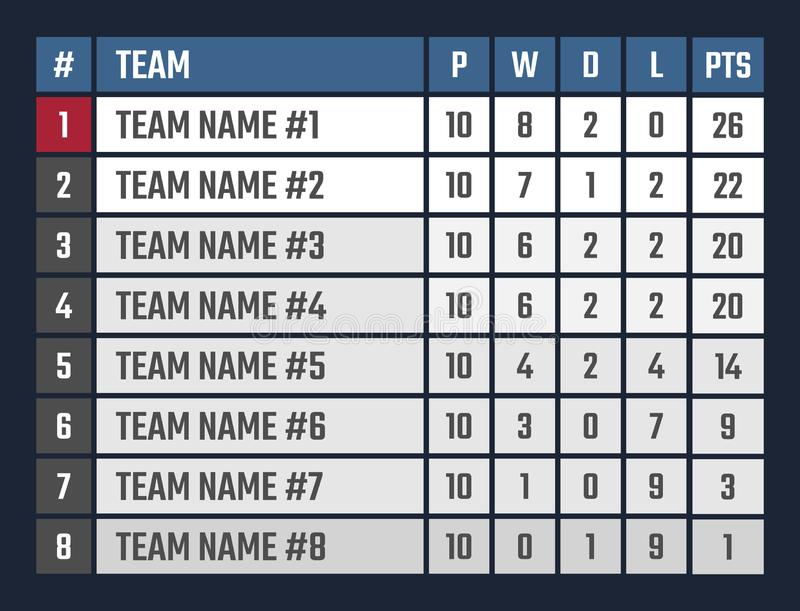 # TEAM P W D L PTS
1 TEAM NAME #1 10 8 2 0 26
2 TEAM NAME #2 10 7 1 2 22
3 TEAM NAME #3 10 6 2 2 20
4 TEAM NAME #4 10 6 2 2 20
dreamstime
5 TEAM NAME #5 10 4 2 4 14
6 TEAM NAME #6 10 3 0 7 9
7 TEAM NAME #7 10 1 0 9 3
8 TEAM NAME #8 10 0 1 9 1